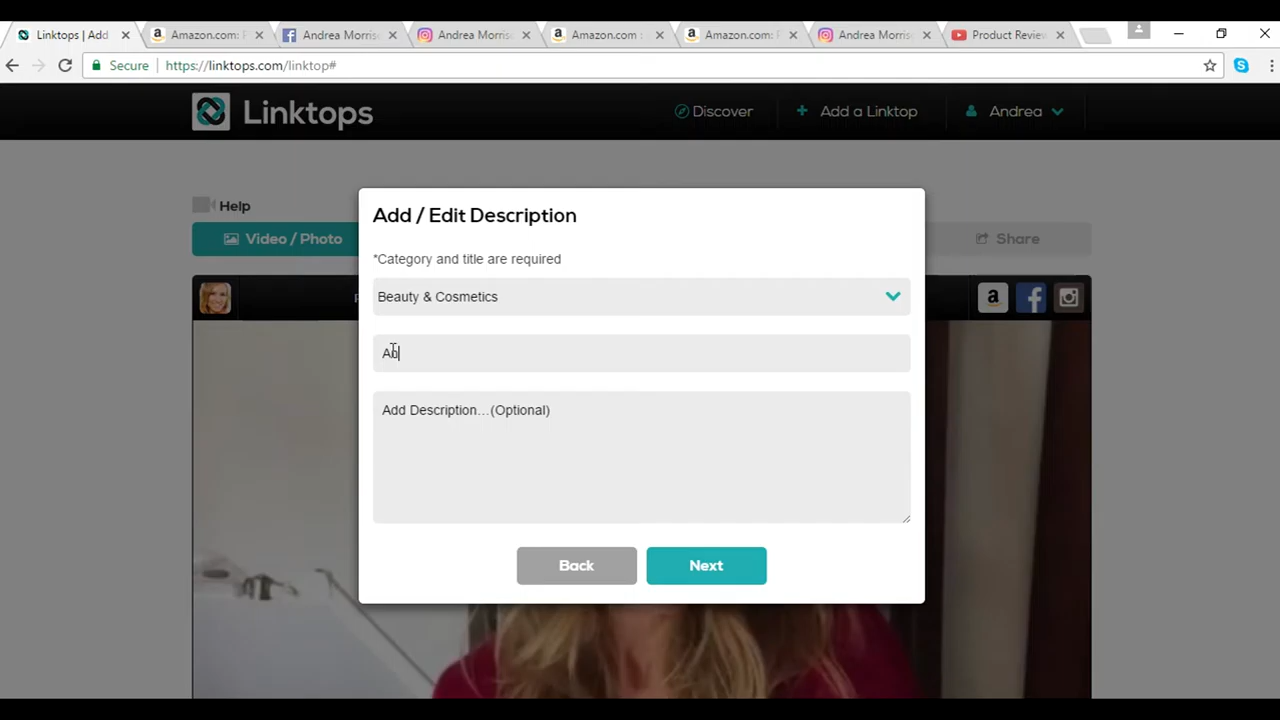 Linktops | Add
Amazon.com:
Andrea Morris
Andrea Morris
Amazon.com :
Amazon.com:
Andrea Morris
Product Review
Secure
https://linktops.com/linktop#
Linktops
Discover
Add a Linktop
Andrea
Help
Video / Photo
Share
Add / Edit Description
*Category and title are required
Beauty & Cosmetics
Add Description...(Optional)
Back
Next